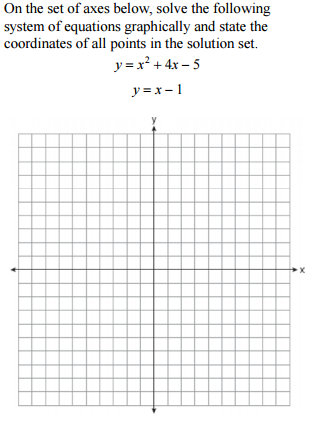 On the set of axes below, solve the following
system of equations graphically and state the
coordinates of all points in the solution set.
y = x² + 4x – 5
y = x – 1
y
x